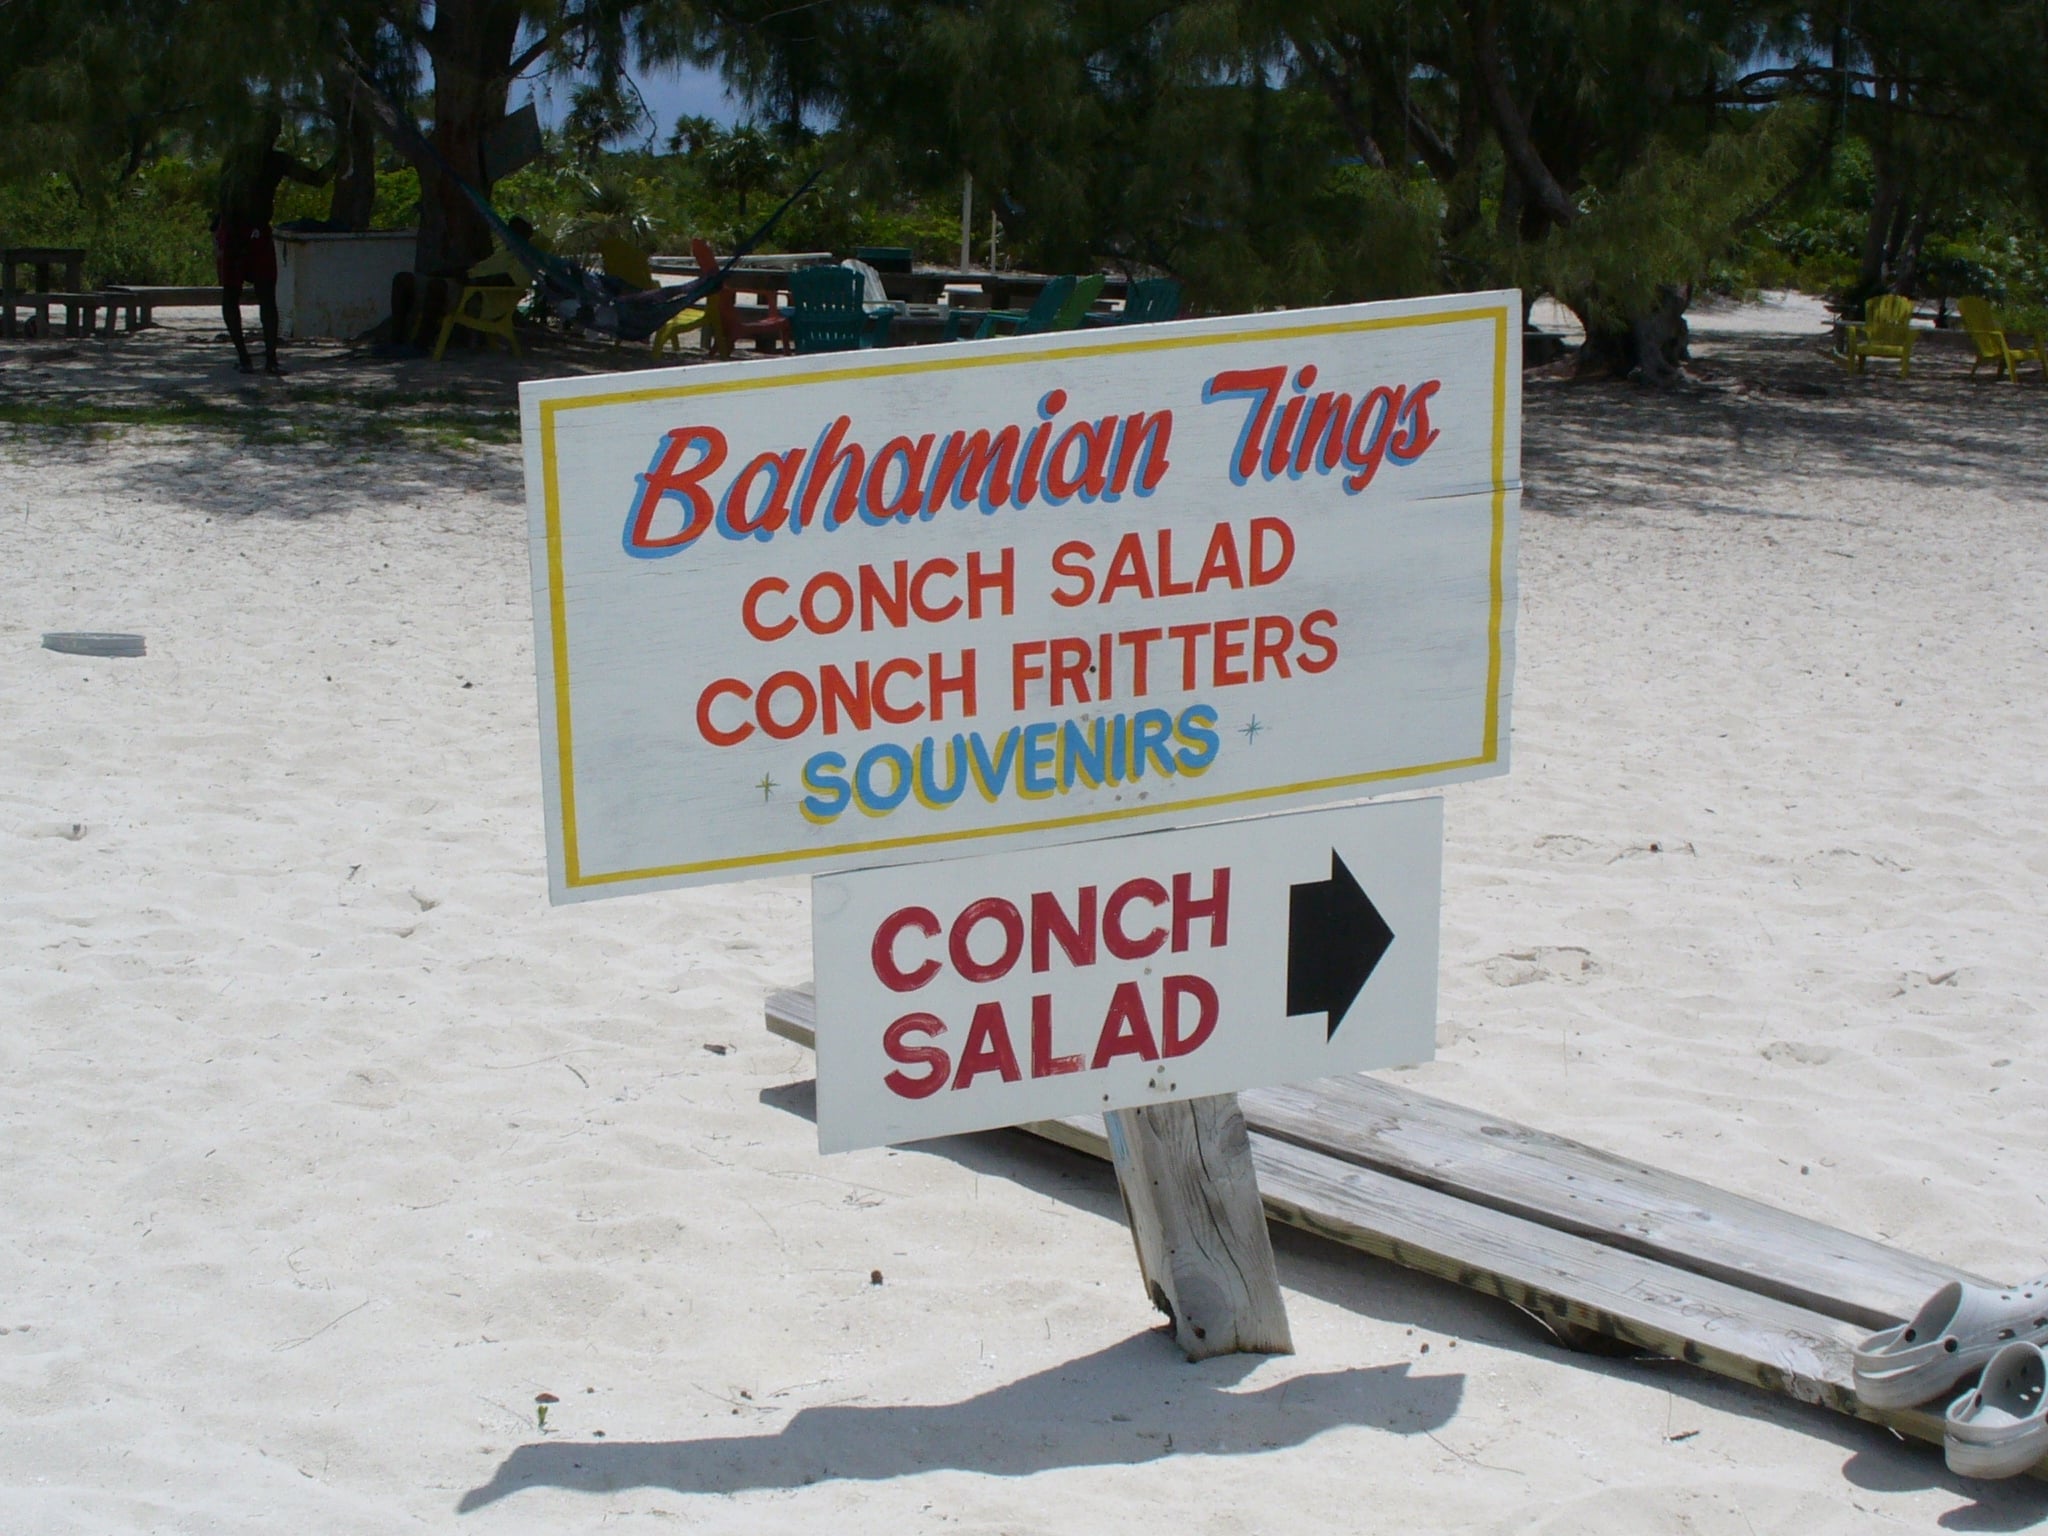 Bahamian Tings
CONCH SALAD
CONCH FRITTERS
SOUVENIRS
CONCH
SALAD